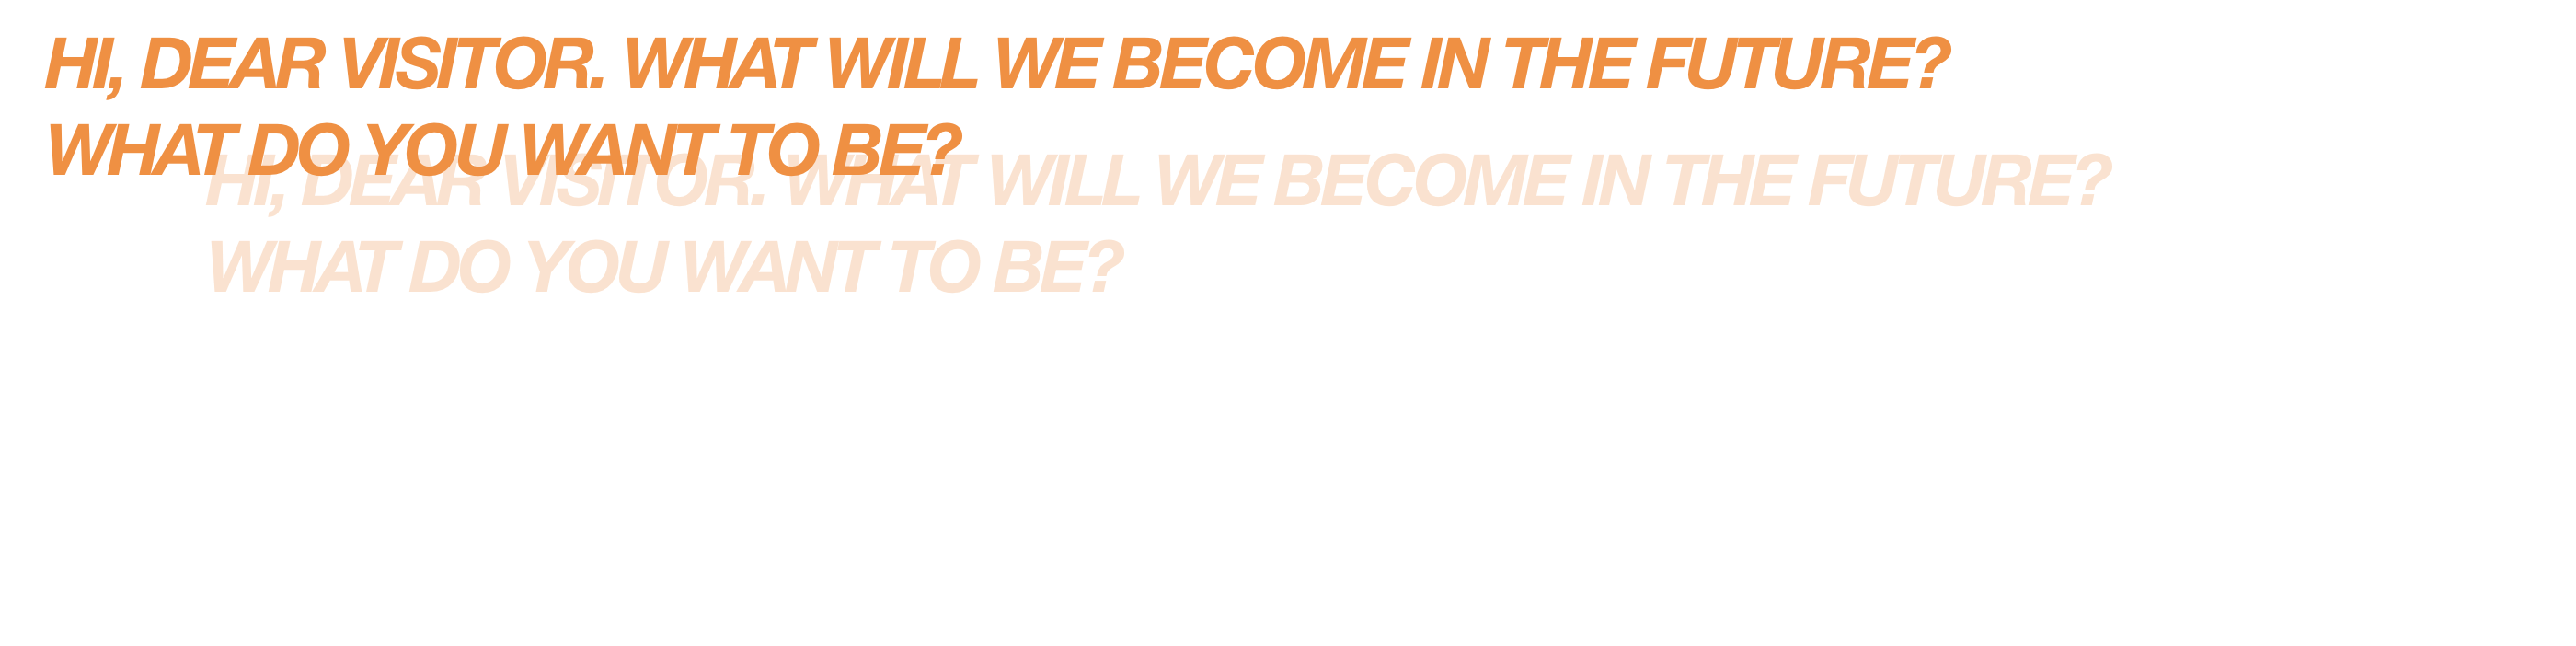 HI, DEAR VISITOR. WHAT WILL WE BECOME IN THE FUTURE?
WHAT DO YOU WANT TO BE?
HI, DEAR VISITOR. WHAT WILL WE BECOME IN THE FUTURE?
WHAT DO YOU WANT TO BE?